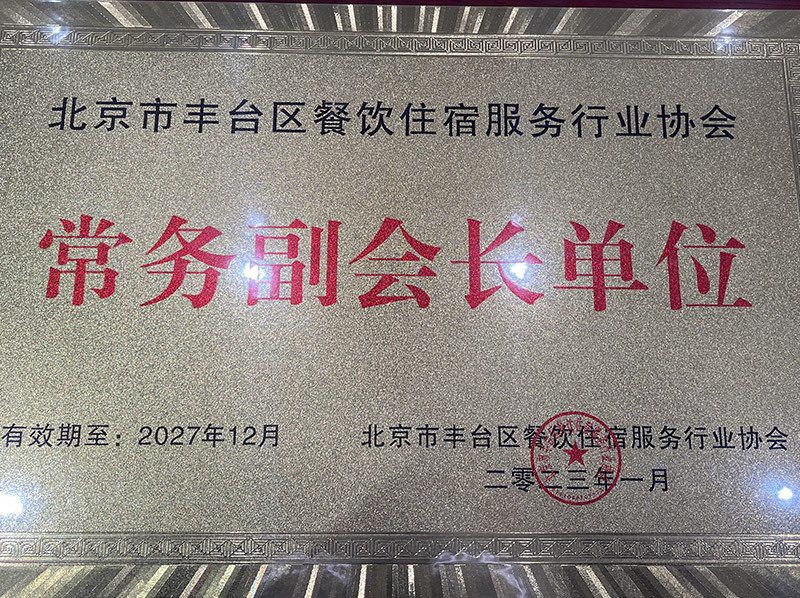 北京市丰台区餐饮住宿服务行业协会
常务副会长单位
有效期至：2027年12月
北京市丰台区餐饮住宿服务行业协会
二零二三年一月